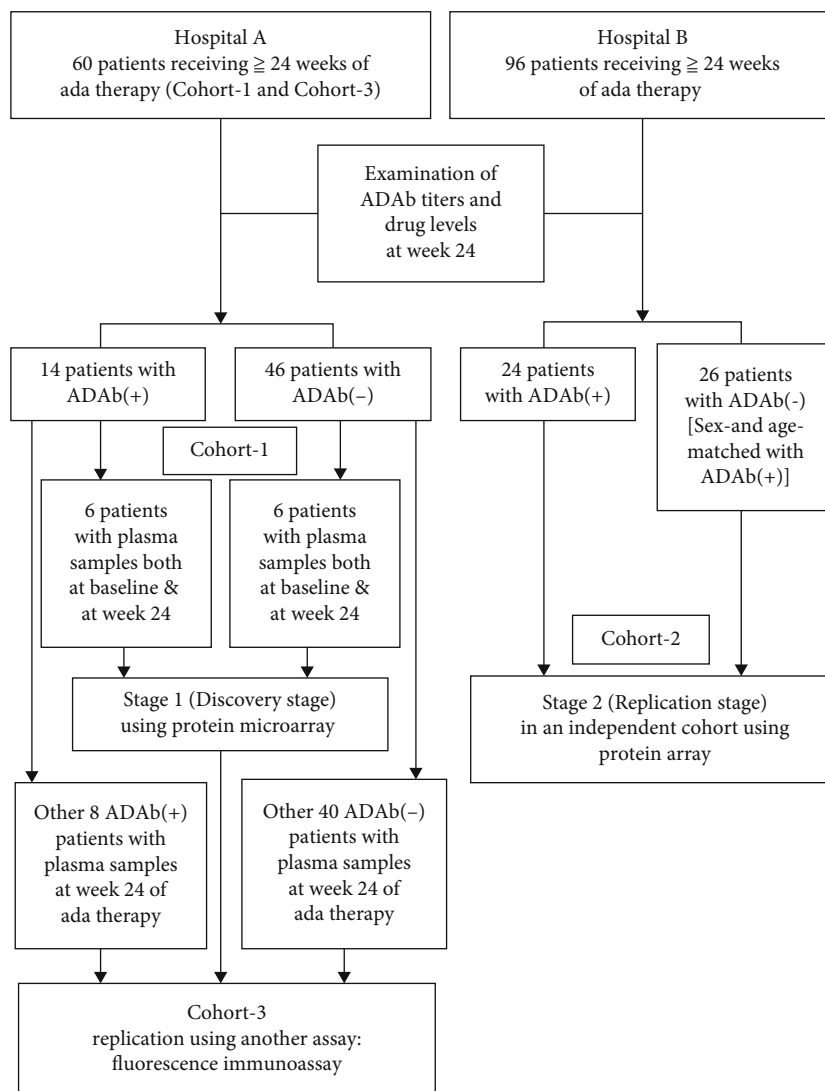 Hospital A
60 patients receiving ≧ 24 weeks of
ada therapy (Cohort-1 and Cohort-3)
Hospital B
96 patients receiving ≧ 24 weeks
of ada therapy
Examination of
ADAb titers and
drug levels
at week 24
14 patients with
ADAb(+)
46 patients with
ADAb(–)
24 patients
with ADAb(+)
26 patients
with ADAb(-)
[Sex-and age-
matched with
ADAb(+)]
Cohort-1
6 patients
with plasma
samples both
at baseline &
at week 24
6 patients
with plasma
samples both
at baseline &
at week 24
Cohort-2
Stage 1 (Discovery stage)
using protein microarray
Stage 2 (Replication stage)
in an independent cohort using
protein array
Other 8 ADAb(+)
patients with
plasma samples
at week 24 of
ada therapy
Other 40 ADAb(–)
patients with
plasma samples
at week 24 of
ada therapy
Cohort-3
replication using another assay:
fluorescence immunoassay